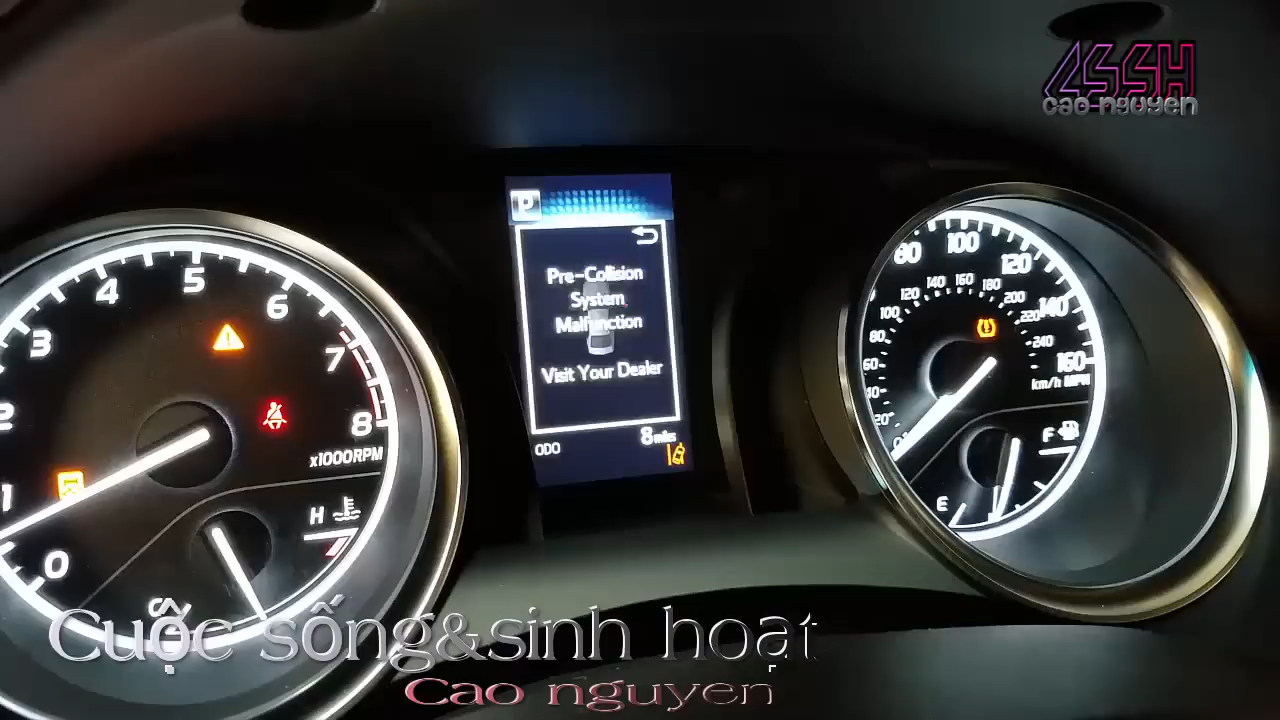 CSSH
cao nguyen
P
Pre-Collision
System
Malfunction
Visit Your Dealer
ODO
8 miles
0
1
2
3
4
5
6
7
8
x1000RPM
H
0
20
40
60
80
100
120
140
160
180
200
220
240
80
100
120
140
160
km/h MPH
E
F
Cuộc sống&sinh hoạt
Cao nguyen